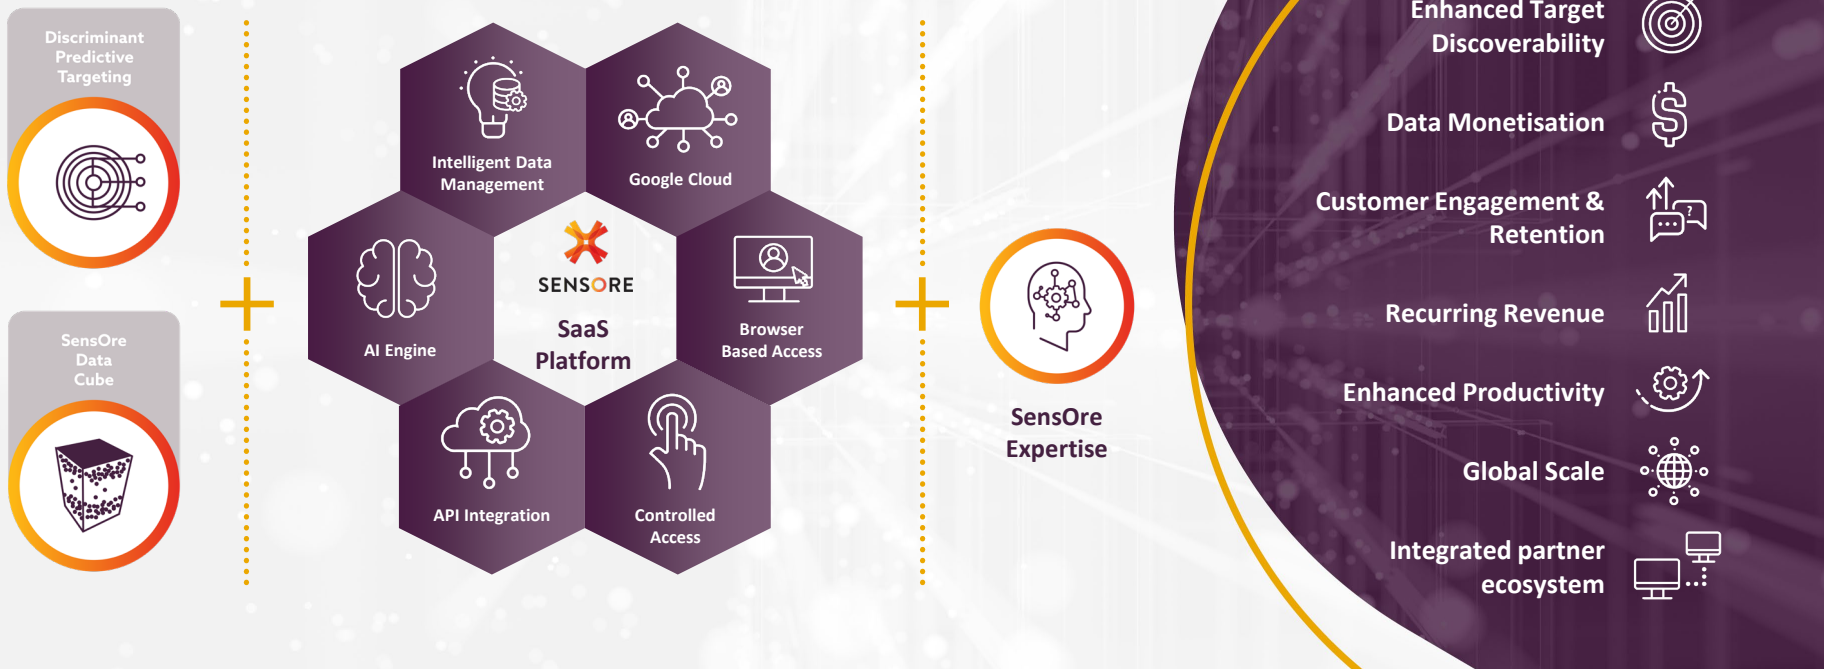 Discriminant
Predictive
Targeting
SensOre
Data
Cube
Intelligent Data
Management
Google Cloud
AI Engine
SENSORE
SaaS
Platform
Browser
Based Access
API Integration
Controlled
Access
SensOre
Expertise
Enhanced Target
Discoverability
Data Monetisation
Customer Engagement &
Retention
Recurring Revenue
Enhanced Productivity
Global Scale
Integrated partner
ecosystem